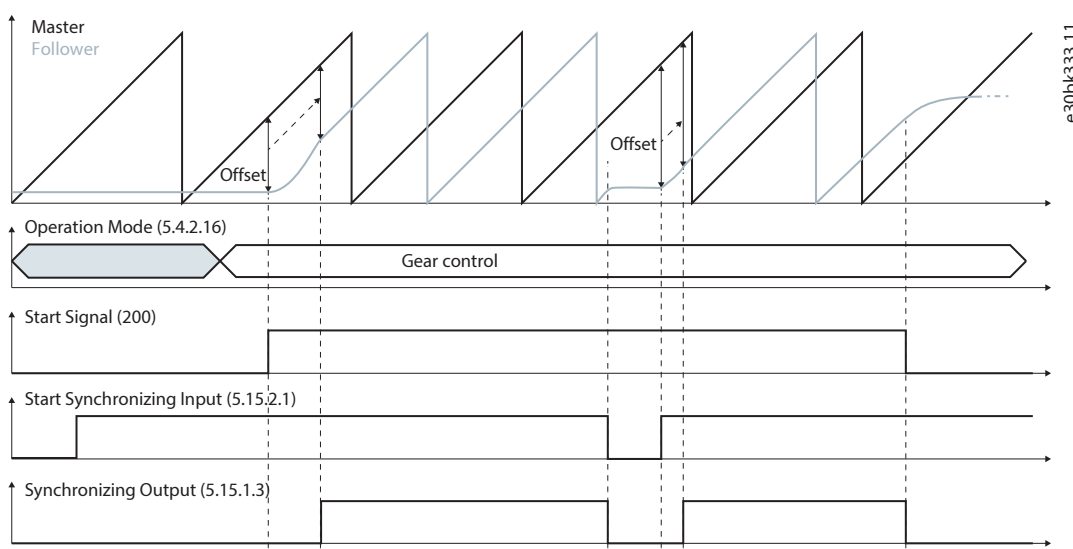 Master
Follower
Offset
Offset
Operation Mode (5.4.2.16)
Gear control
Start Signal (200)
Start Synchronizing Input (5.15.2.1)
Synchronizing Output (5.15.1.3)
e30bk333.11